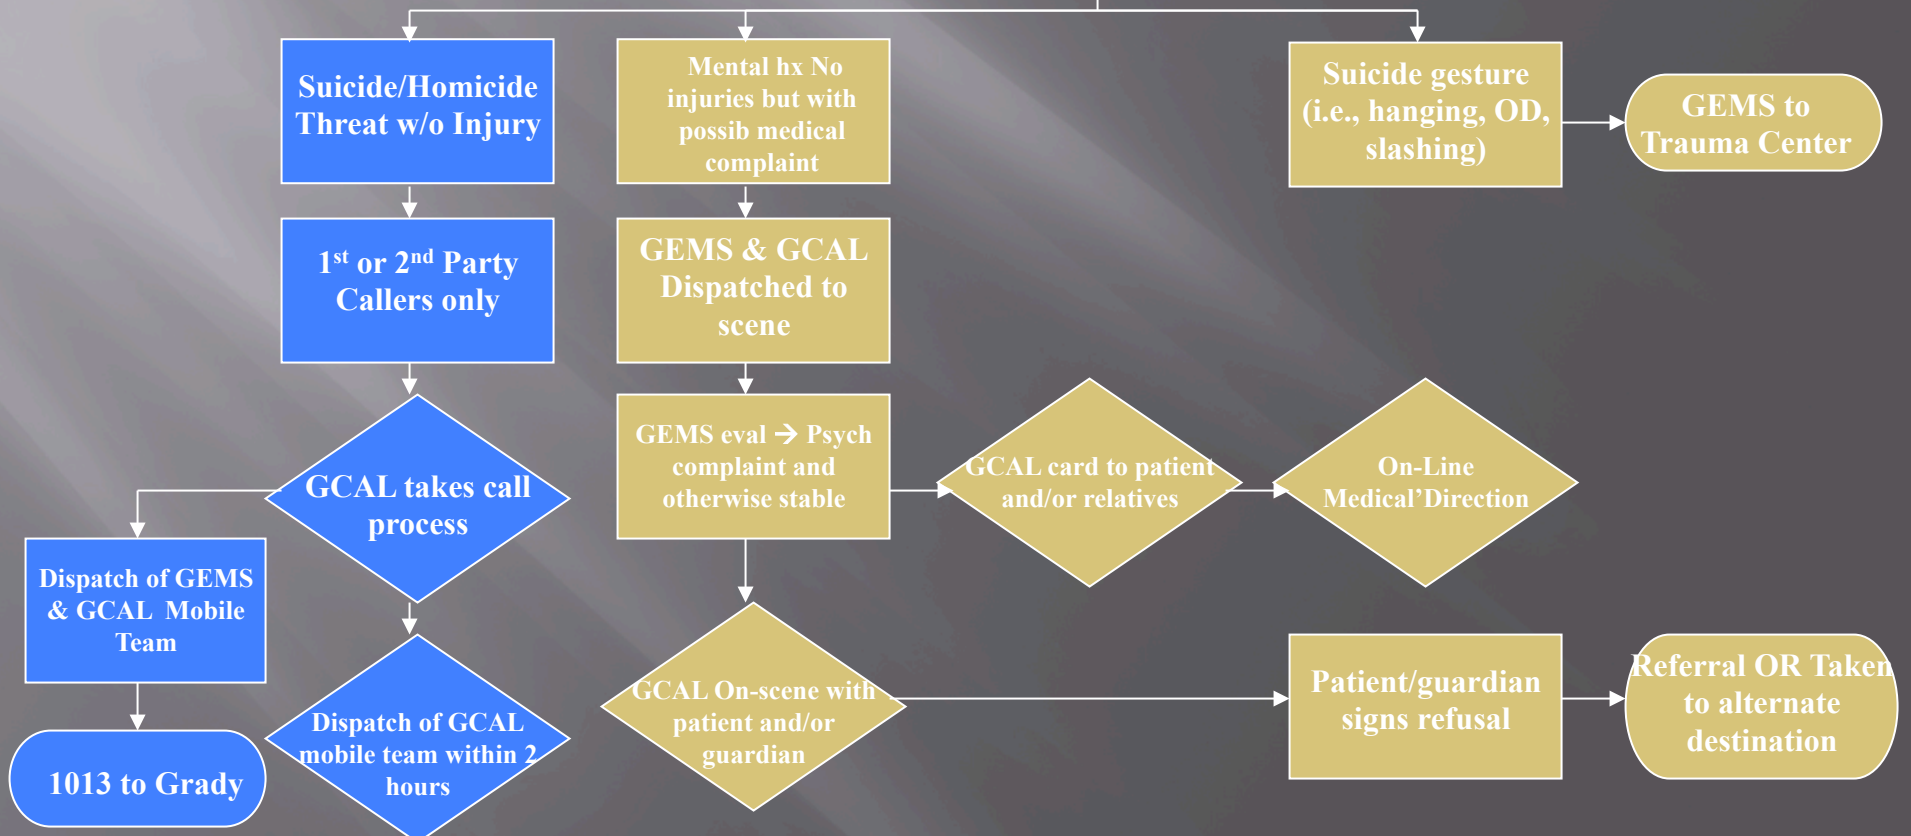 Suicide/Homicide
Threat w/o Injury
Mental hx No
injuries but with
possib medical
complaint
Suicide gesture
(i.e., hanging, OD,
slashing)
GEMS to
Trauma Center
1st or 2nd Party
Callers only
GEMS & GCAL
Dispatched to
scene
GCAL takes call
process
GEMS eval → Psych
complaint and
otherwise stable
GCAL card to patient
and/or relatives
On-Line
Medical’Direction
Dispatch of GEMS
& GCAL Mobile
Team
Dispatch of GCAL
mobile team within 2
hours
GCAL On-scene with
patient and/or
guardian
Patient/guardian
signs refusal
Referral OR Taken
to alternate
destination
1013 to Grady